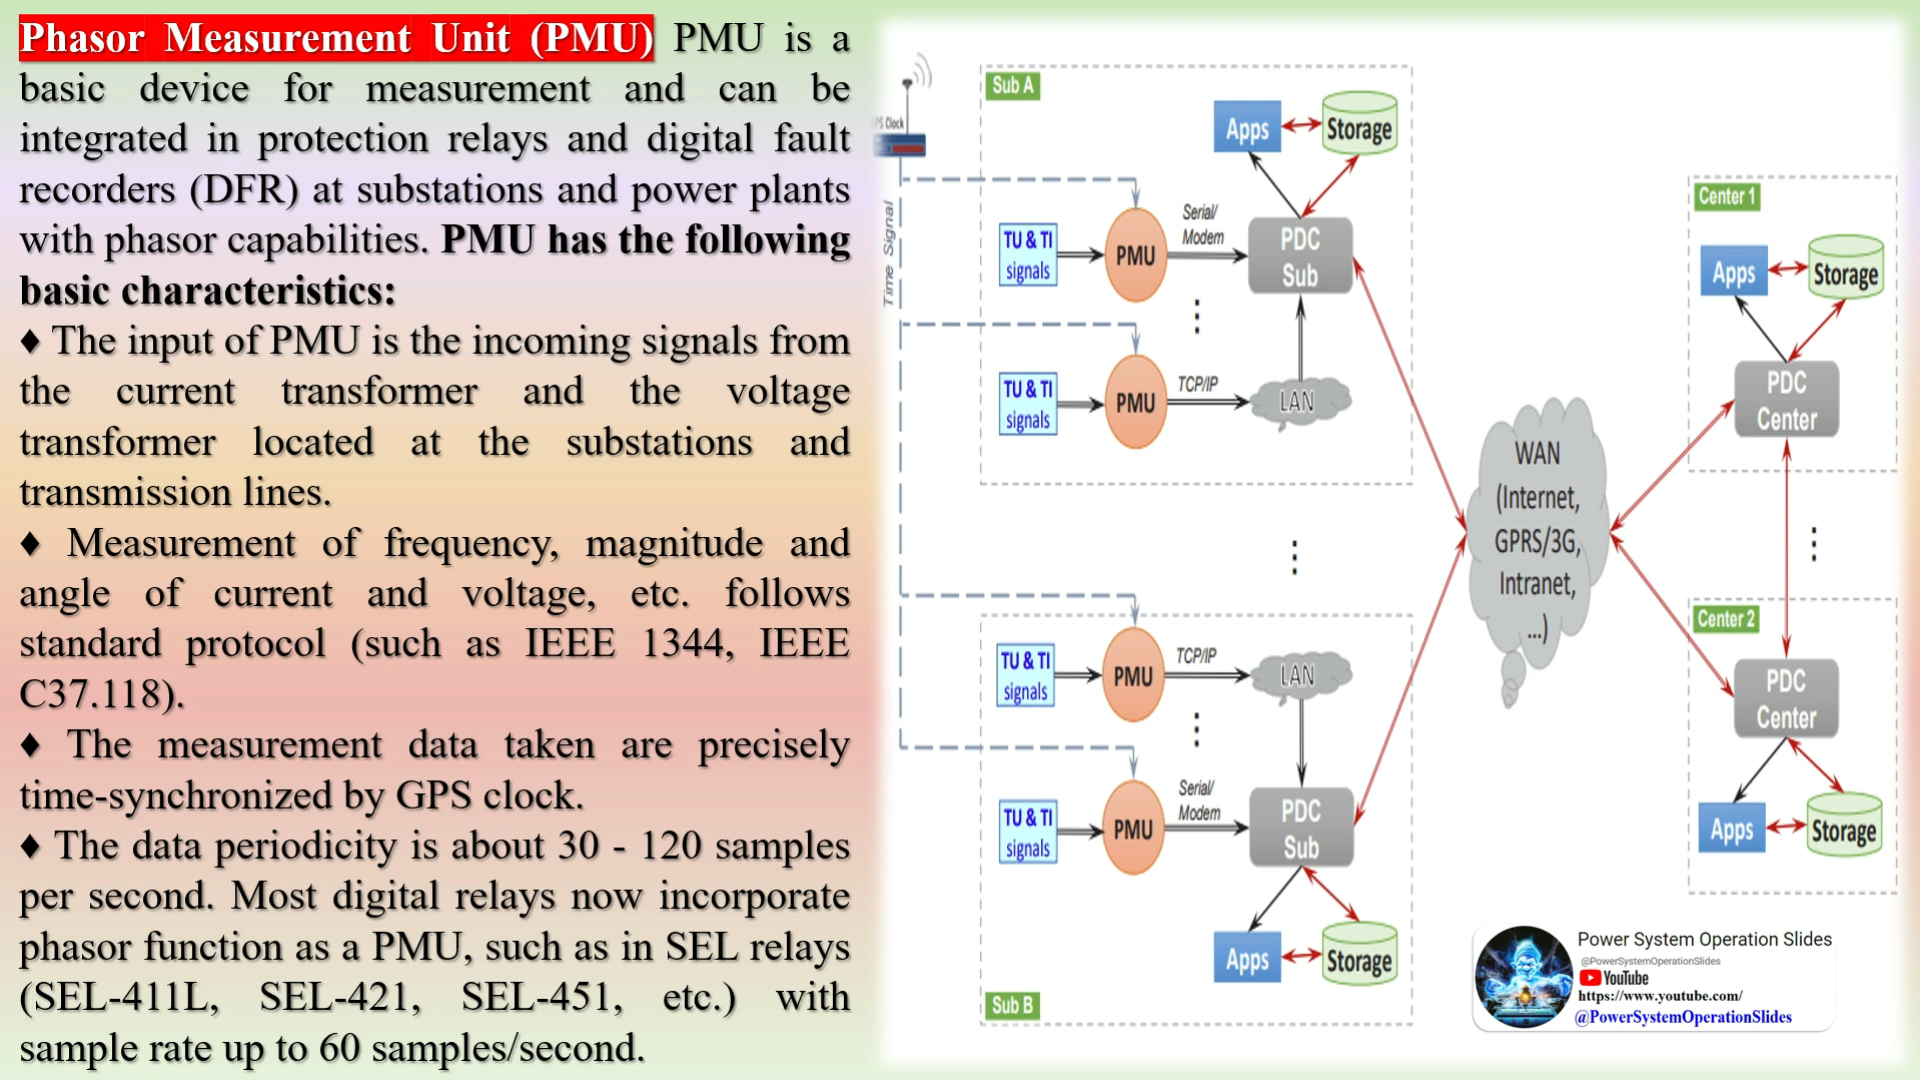 Phasor Measurement Unit (PMU) PMU is a
basic device for measurement and can be
integrated in protection relays and digital fault
recorders (DFR) at substations and power plants
with phasor capabilities. PMU has the following
basic characteristics:
♦ The input of PMU is the incoming signals from
the current transformer and the voltage
transformer located at the substations and
transmission lines.
♦ Measurement of frequency, magnitude and
angle of current and voltage, etc. follows
standard protocol (such as IEEE 1344, IEEE
C37.118).
♦ The measurement data taken are precisely
time-synchronized by GPS clock.
♦ The data periodicity is about 30 - 120 samples
per second. Most digital relays now incorporate
phasor function as a PMU, such as in SEL relays
(SEL-411L, SEL-421, SEL-451, etc.) with
sample rate up to 60 samples/second.
PS Clock
Time Signal
Sub A
Apps
Storage
TU & TI
signals
PMU
Serial/
Modem
PDC
Sub
TU & TI
signals
PMU
TCP/IP
LAN
TU & TI
signals
PMU
TCP/IP
LAN
TU & TI
signals
PMU
Serial/
Modem
PDC
Sub
Apps
Storage
Sub B
WAN
(Internet,
GPRS/3G,
Intranet,
...)
Center 1
Apps
Storage
PDC
Center
Center 2
PDC
Center
Apps
Storage
Power System Operation Slides
@PowerSystemOperationSlides
YouTube
https://www.youtube.com/
@PowerSystemOperationSlides